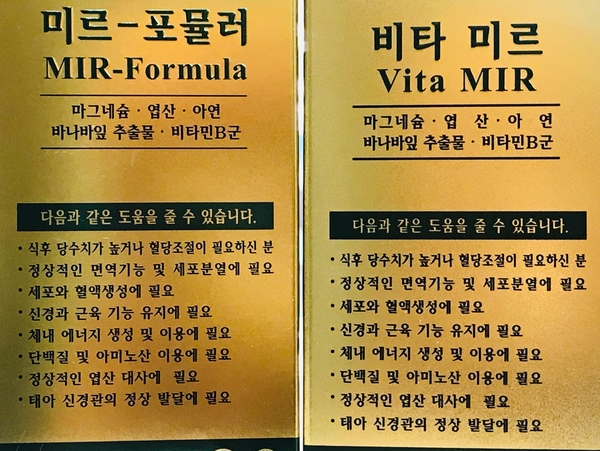 미르-포뮬러
MIR-Formula
마그네슘·엽산·아연
바나바잎 추출물·비타민B군
다음과 같은 도움을 줄 수 있습니다.
·식후 당수치가 높거나 혈당조절이 필요하신 분
·정상적인 면역기능 및 세포분열에 필요
·세포와 혈액생성에 필요
·신경과 근육 기능 유지에 필요
·체내 에너지 생성 및 이용에 필요
·단백질 및 아미노산 이용에 필요
·정상적인 엽산 대사에 필요
·태아 신경관의 정상 발달에 필요
비타 미르
Vita MIR
마그네슘·엽 산·아 연
바나바잎 추출물·비타민B군
다음과 같은 도움을 줄 수 있습니다.
·식후 당수치가 높거나 혈당조절이 필요하신 분
·정상적인 면역기능 및 세포분열에 필요
·세포와 혈액생성에 필요
·신경과 근육 기능 유지에 필요
·체내 에너지 생성 및 이용에 필요
·단백질 및 아미노산 이용에 필요
·정상적인 엽산 대사에 필요
·태아 신경관의 정상 발달에 필요